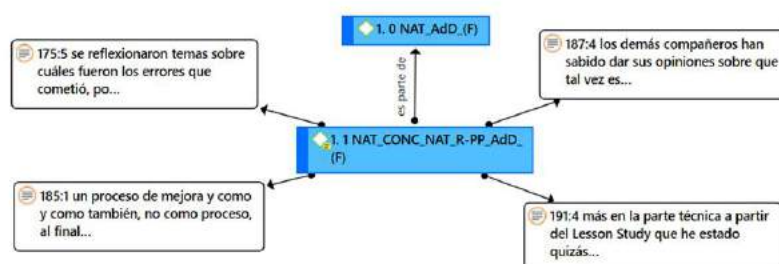 1. 0 NAT_AdD_(F)
175:5 se reflexionaron temas sobre
cuáles fueron los errores que
cometió, po...
187:4 los demás compañeros han
sabido dar sus opiniones sobre que
tal vez es...
es parte de
1. 1 NAT_CONC_NAT_R-PP_AdD_
(F)
185:1 un proceso de mejora y como
y como también, no como proceso,
al final...
191:4 más en la parte técnica a partir
del Lesson Study que he estado
quizás...